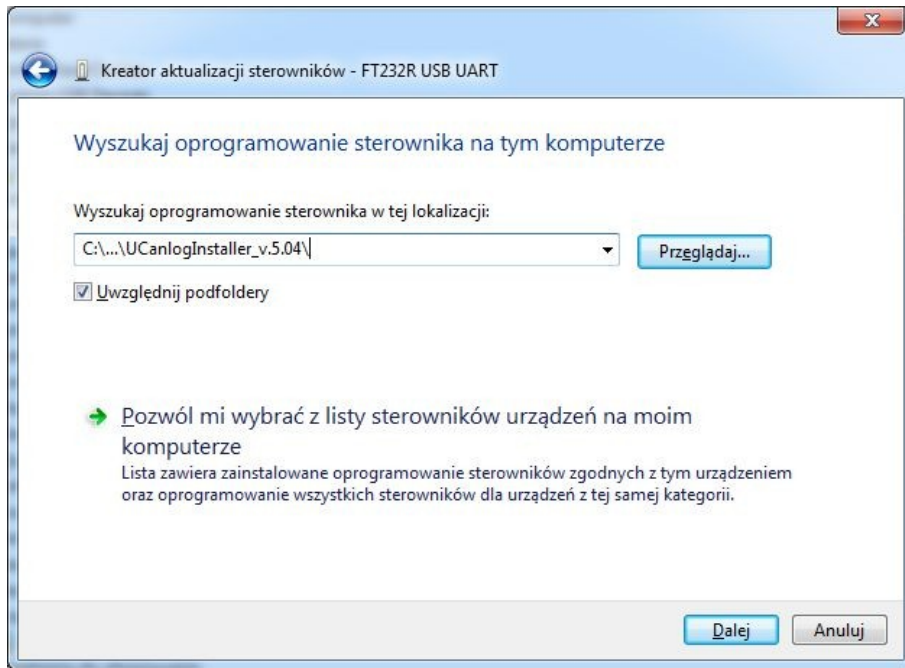 Kreator aktualizacji sterowników - FT232R USB UART
Wyszukaj oprogramowanie sterownika na tym komputerze
Wyszukaj oprogramowanie sterownika w tej lokalizacji:
C:\...\UCanlogInstaller_v.5.04\
Przeglądaj...
Uwzględnij podfoldery
Pozwól mi wybrać z listy sterowników urządzeń na moim
komputerze
Lista zawiera zainstalowane oprogramowanie sterowników zgodnych z tym urządzeniem
oraz oprogramowanie wszystkich sterowników dla urządzeń z tej samej kategorii.
Dalej
Anuluj